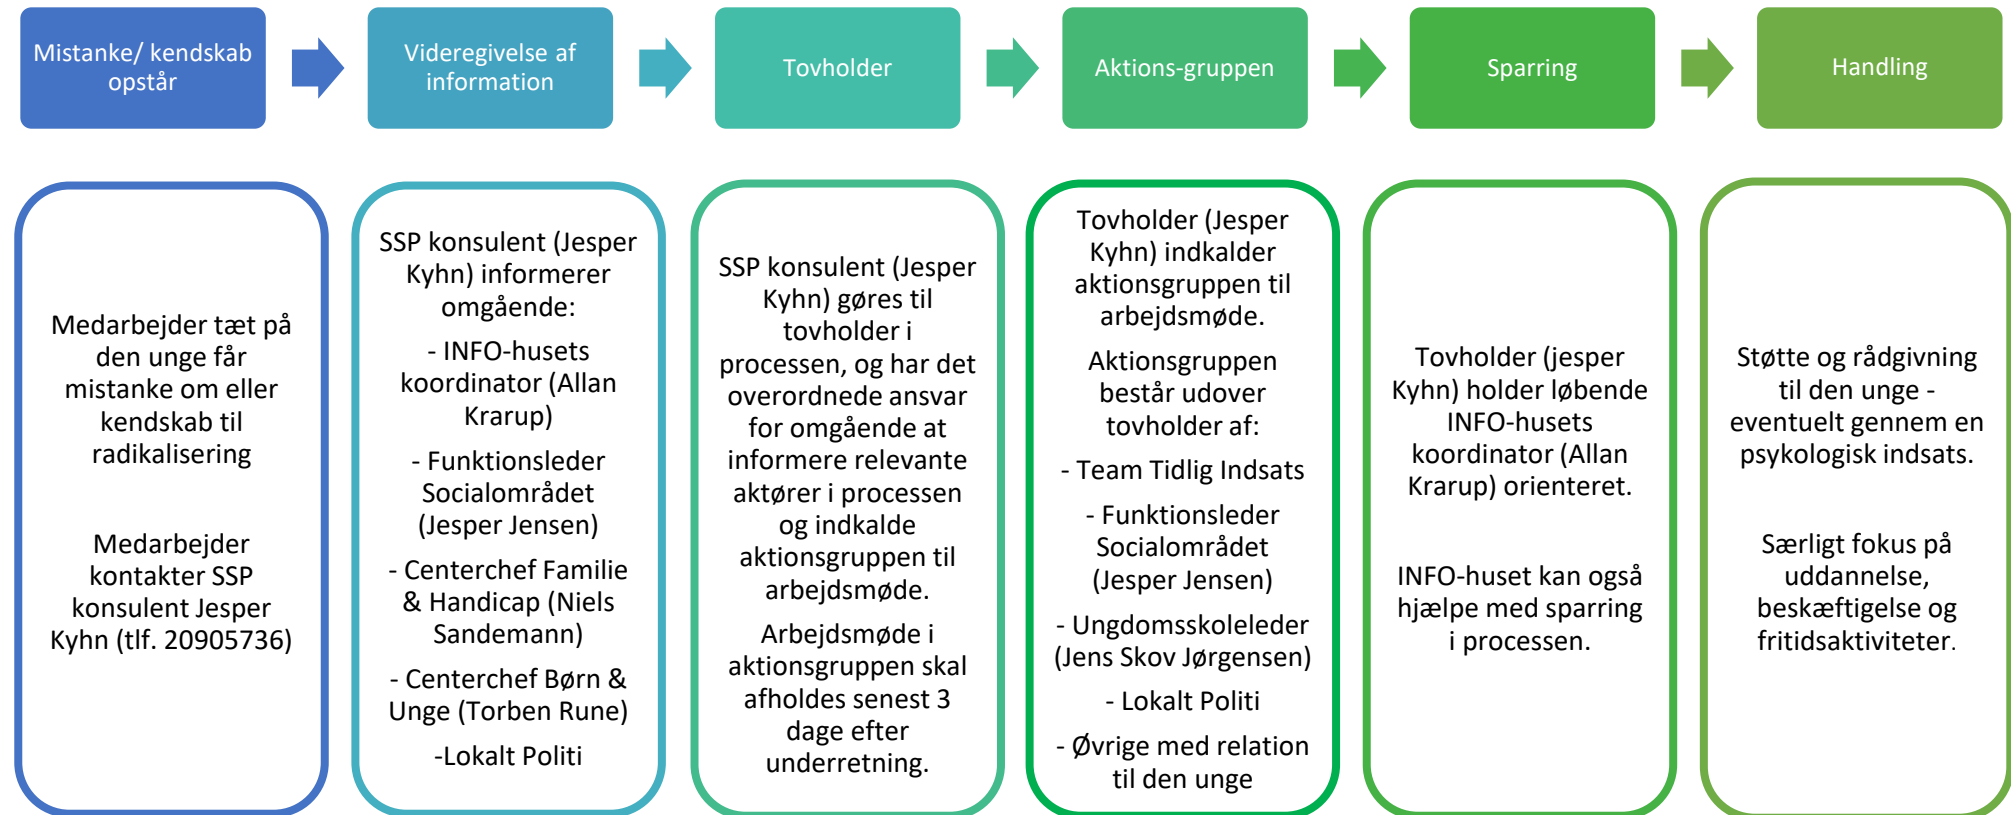 Mistanke/ kendskab
opstår
Videregivelse af
information
Tovholder
Aktions-gruppen
Sparring
Handling
Medarbejder tæt på
den unge får
mistanke om eller
kendskab til
radikalisering
Medarbejder
kontakter SSP
konsulent Jesper
Kyhn (tlf. 20905736)
SSP konsulent (Jesper
Kyhn) informerer
omgående:
- INFO-husets
koordinator (Allan
Krarup)
- Funktionsleder
Socialområdet
(Jesper Jensen)
- Centerchef Familie
& Handicap (Niels
Sandemann)
- Centerchef Børn &
Unge (Torben Rune)
-Lokalt Politi
SSP konsulent (Jesper
Kyhn) gøres til
tovholder i
processen, og har det
overordnede ansvar
for omgående at
informere relevante
aktører i processen
og indkalde
aktionsgruppen til
arbejdsmøde.
Arbejdsmøde i
aktionsgruppen skal
afholdes senest 3
dage efter
underretning.
Tovholder (Jesper
Kyhn) indkalder
aktionsgruppen til
arbejdsmøde.
Aktionsgruppen
består udover
tovholder af:
- Team Tidlig Indsats
- Funktionsleder
Socialområdet
(Jesper Jensen)
- Ungdomsskoleleder
(Jens Skov Jørgensen)
- Lokalt Politi
- Øvrige med relation
til den unge
Tovholder (jesper
Kyhn) holder løbende
INFO-husets
koordinator (Allan
Krarup) orienteret.
INFO-huset kan også
hjælpe med sparring
i processen.
Støtte og rådgivning
til den unge -
eventuelt gennem en
psykologisk indsats.
Særligt fokus på
uddannelse,
beskæftigelse og
fritidsaktiviteter.